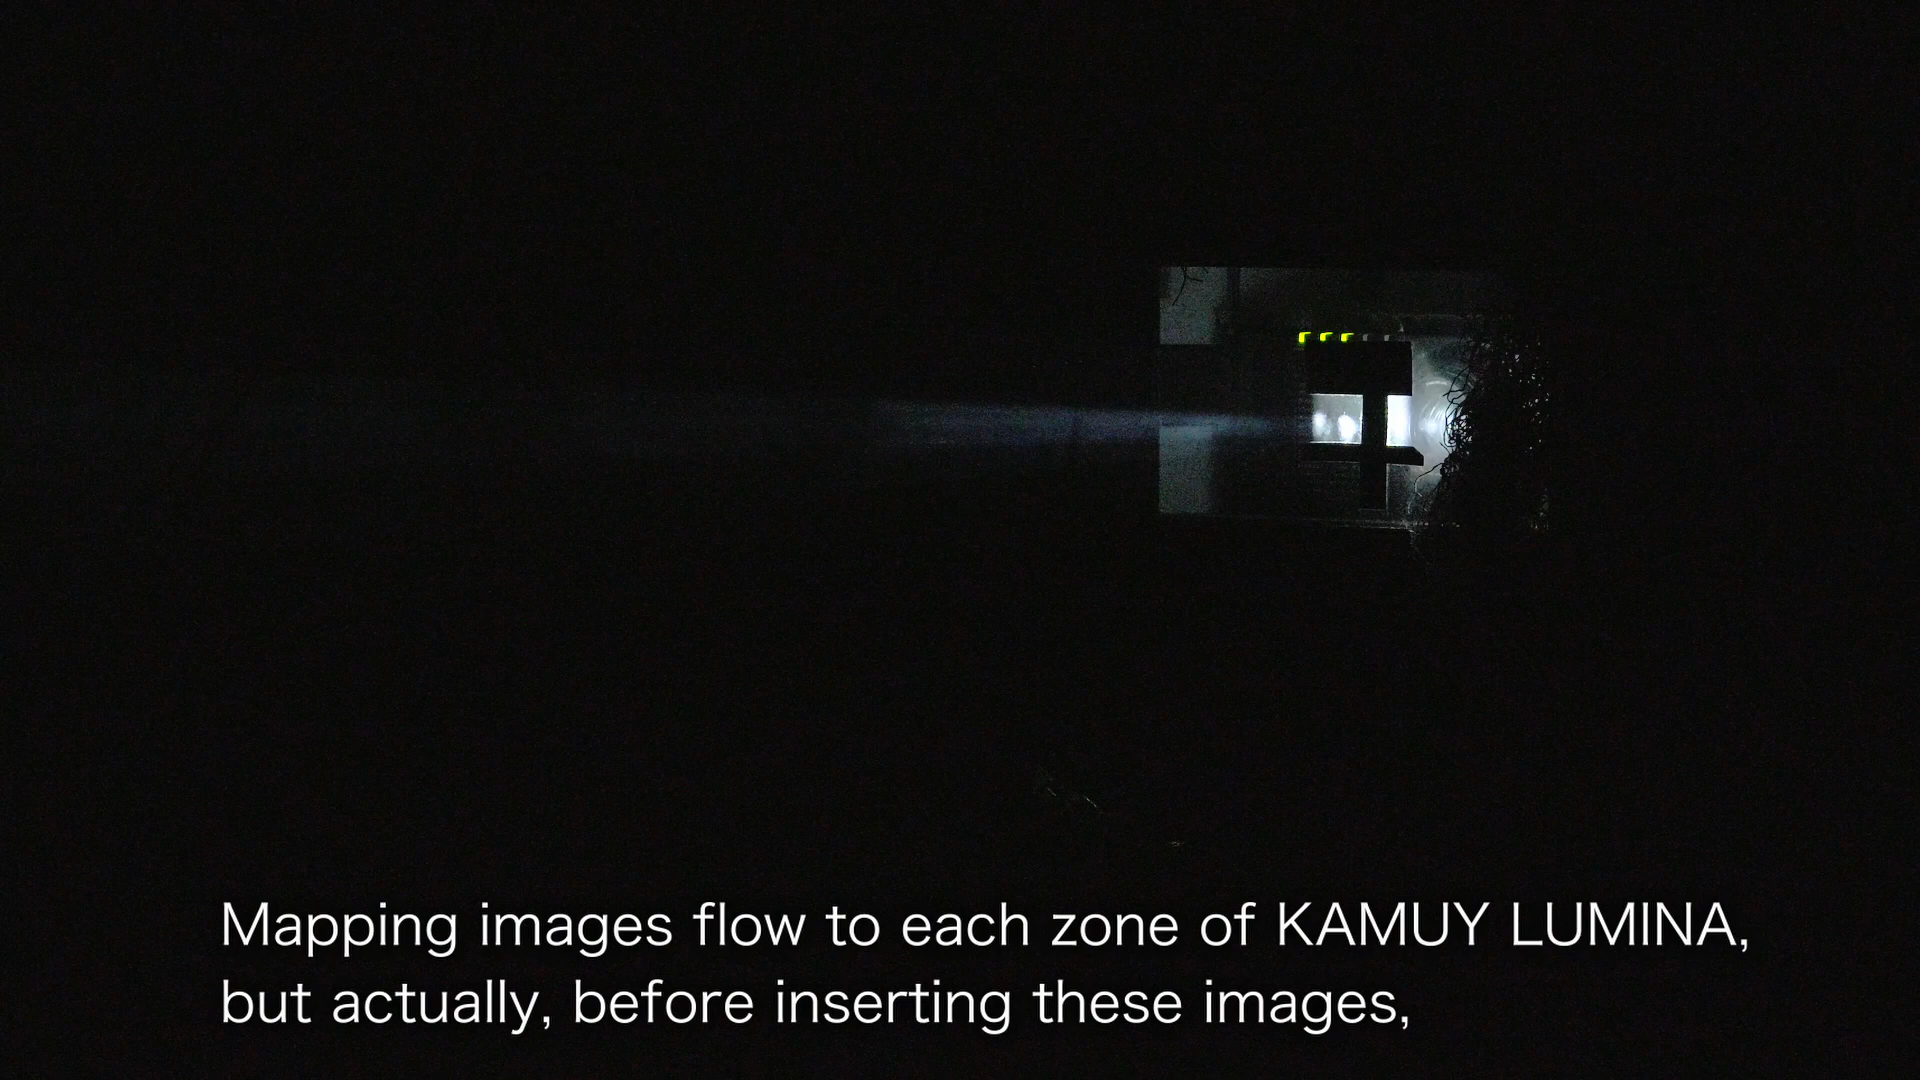 Mapping images flow to each zone of KAMUY LUMINA,
but actually, before inserting these images,